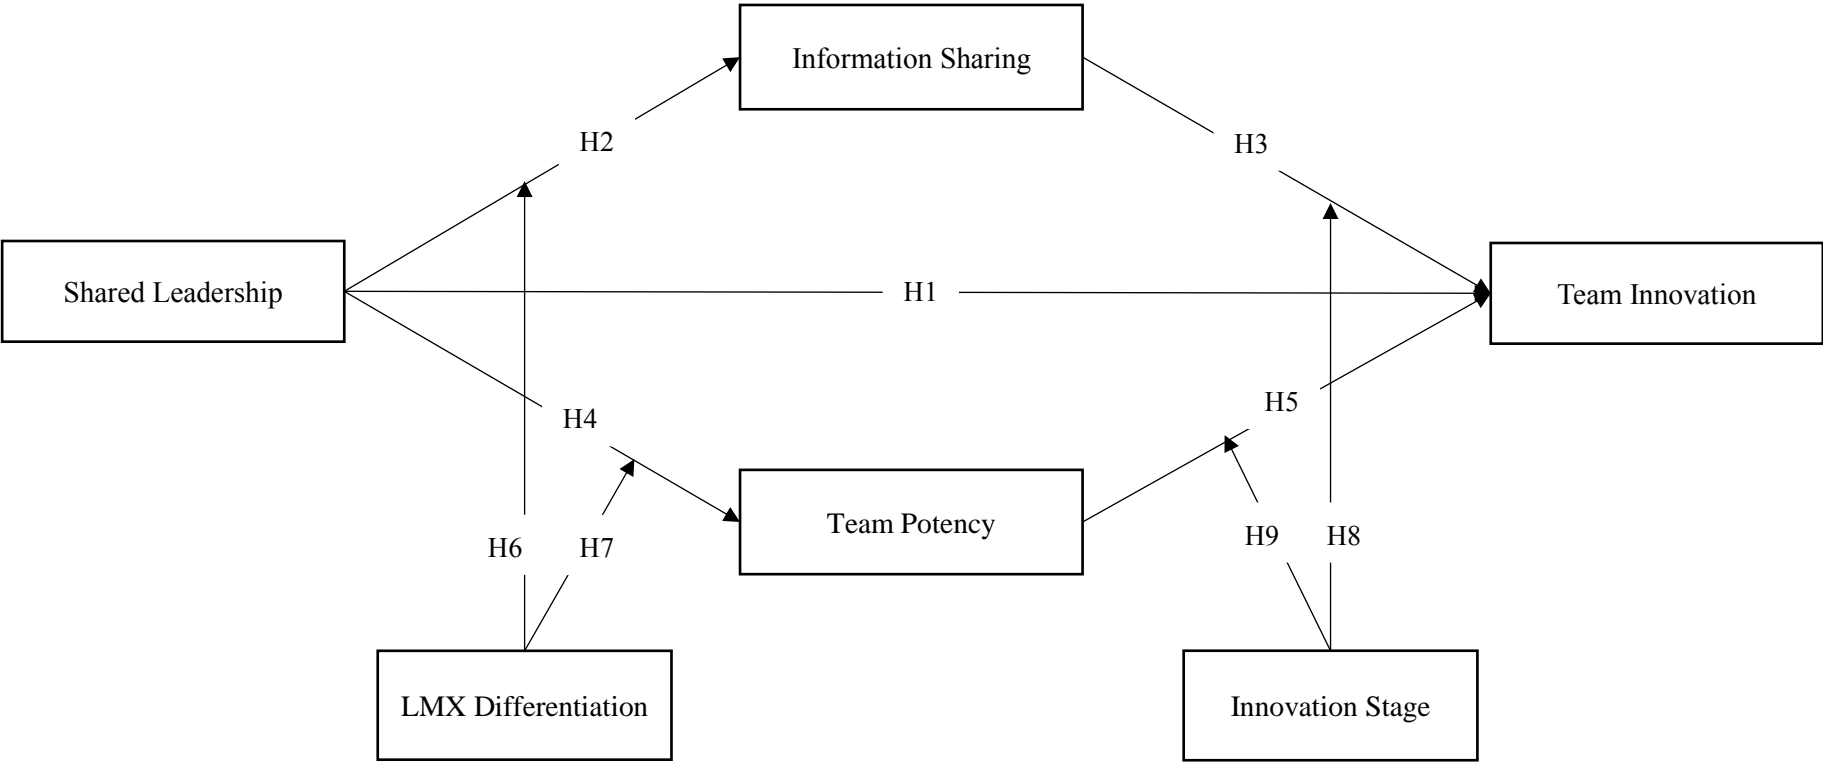 Information Sharing
H2
H3
Shared Leadership
H1
Team Innovation
H4
H5
Team Potency
H6
H7
H9
H8
LMX Differentiation
Innovation Stage